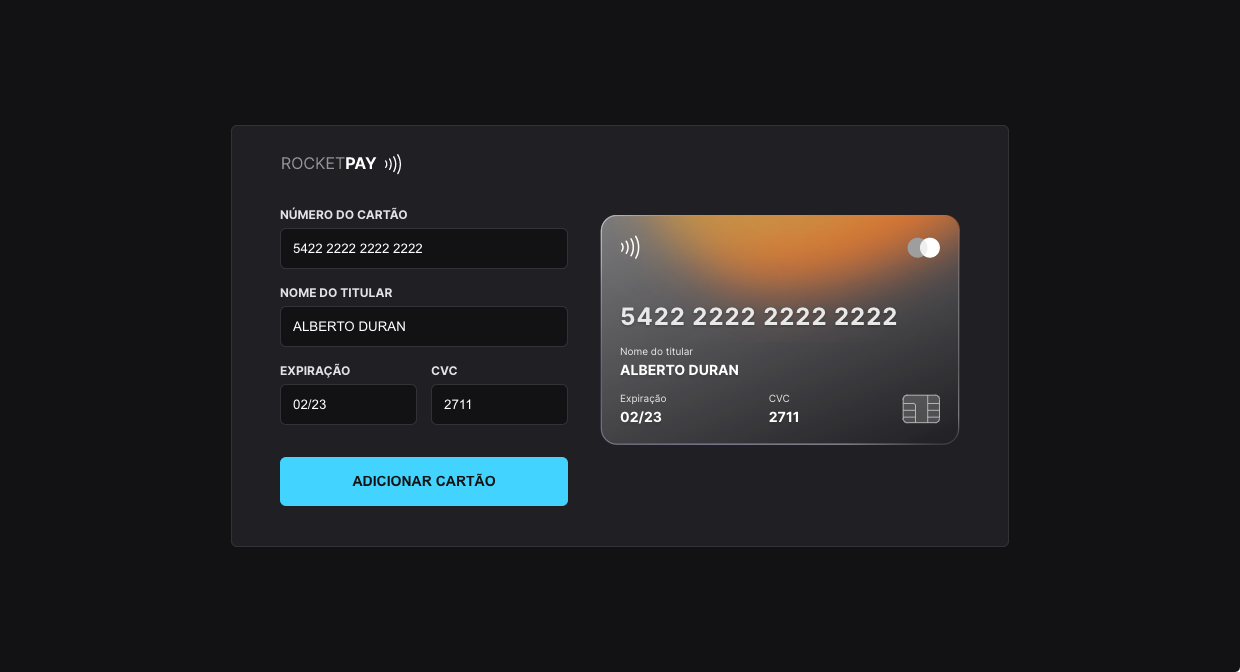 ROCKETPAY
NÚMERO DO CARTÃO
5422 2222 2222 2222
NOME DO TITULAR
ALBERTO DURAN
EXPIRAÇÃO CVC
02/23 2711
ADICIONAR CARTÃO
5422 2222 2222 2222
Nome do titular
ALBERTO DURAN
Expiração CVC
02/23 2711